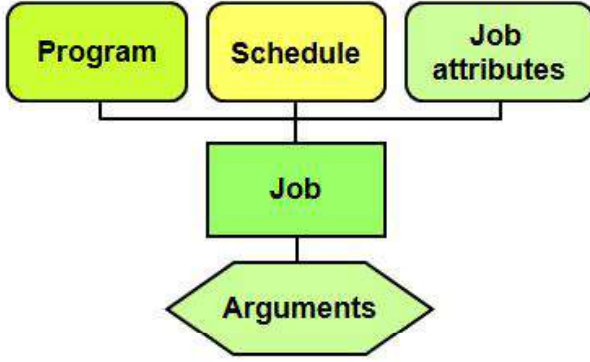 Program
Schedule
Job
attributes
Job
Arguments